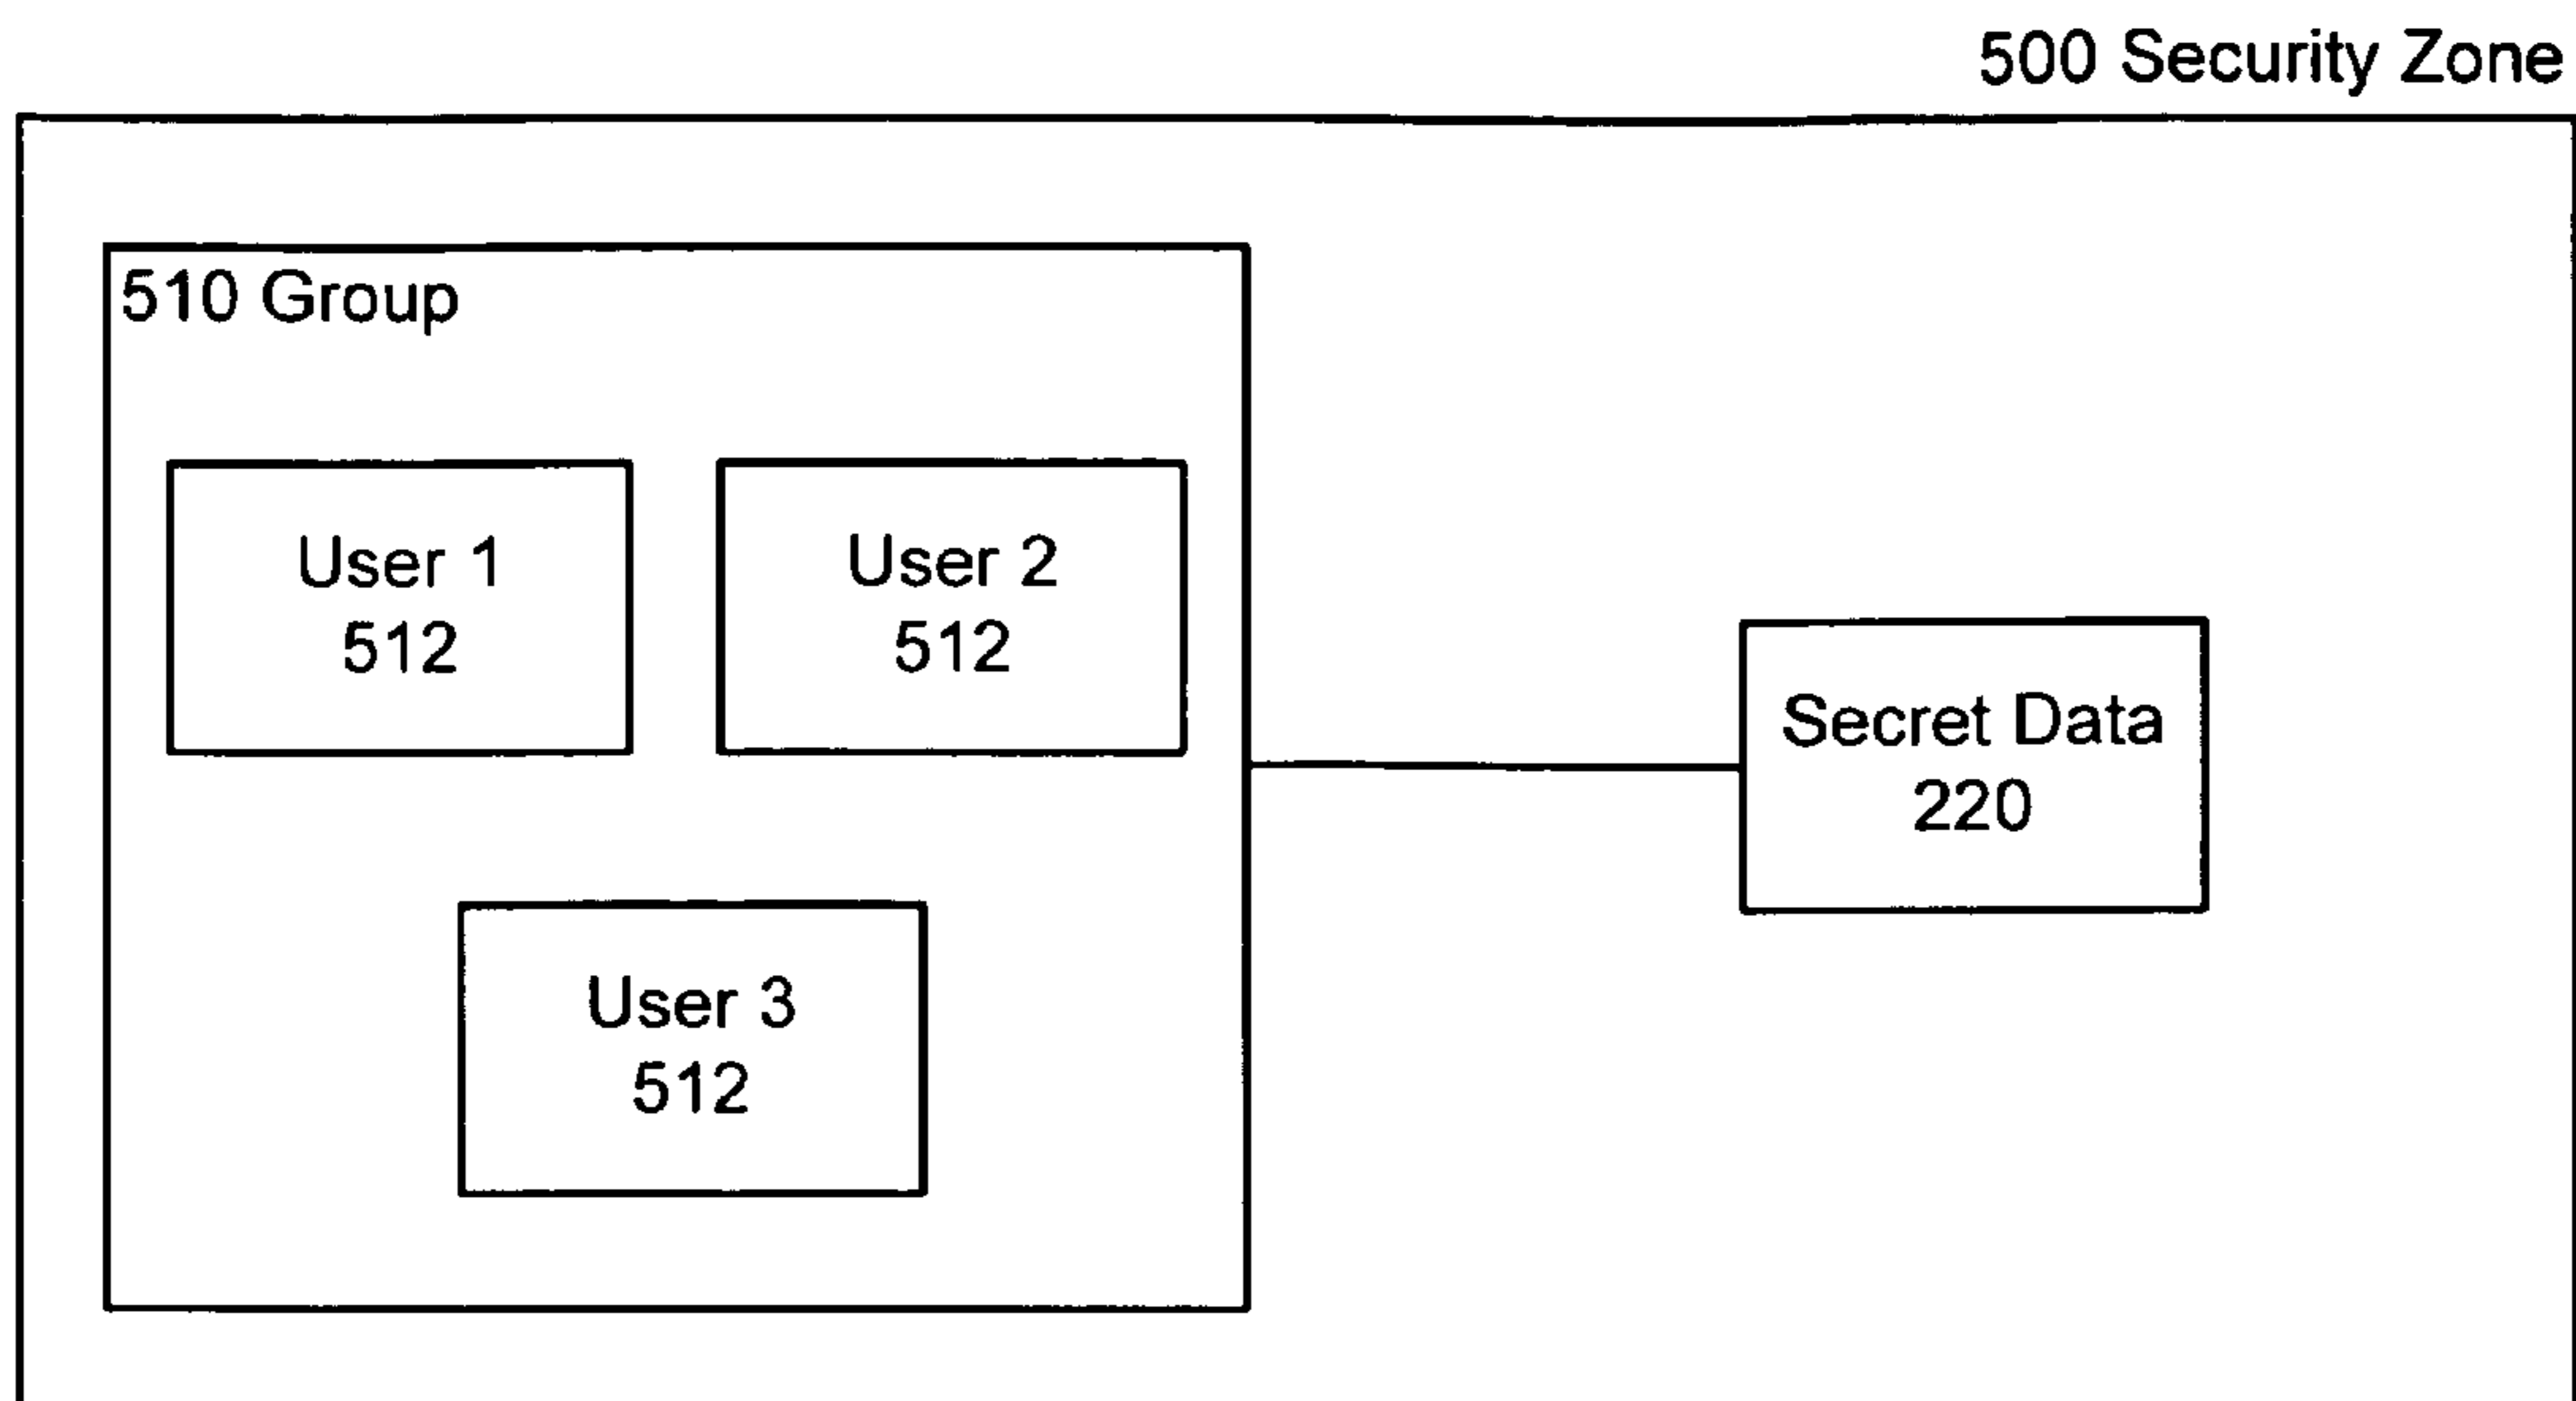 500 Security Zone
510 Group
User 1
512
User 2
512
Secret Data
220
User 3
512